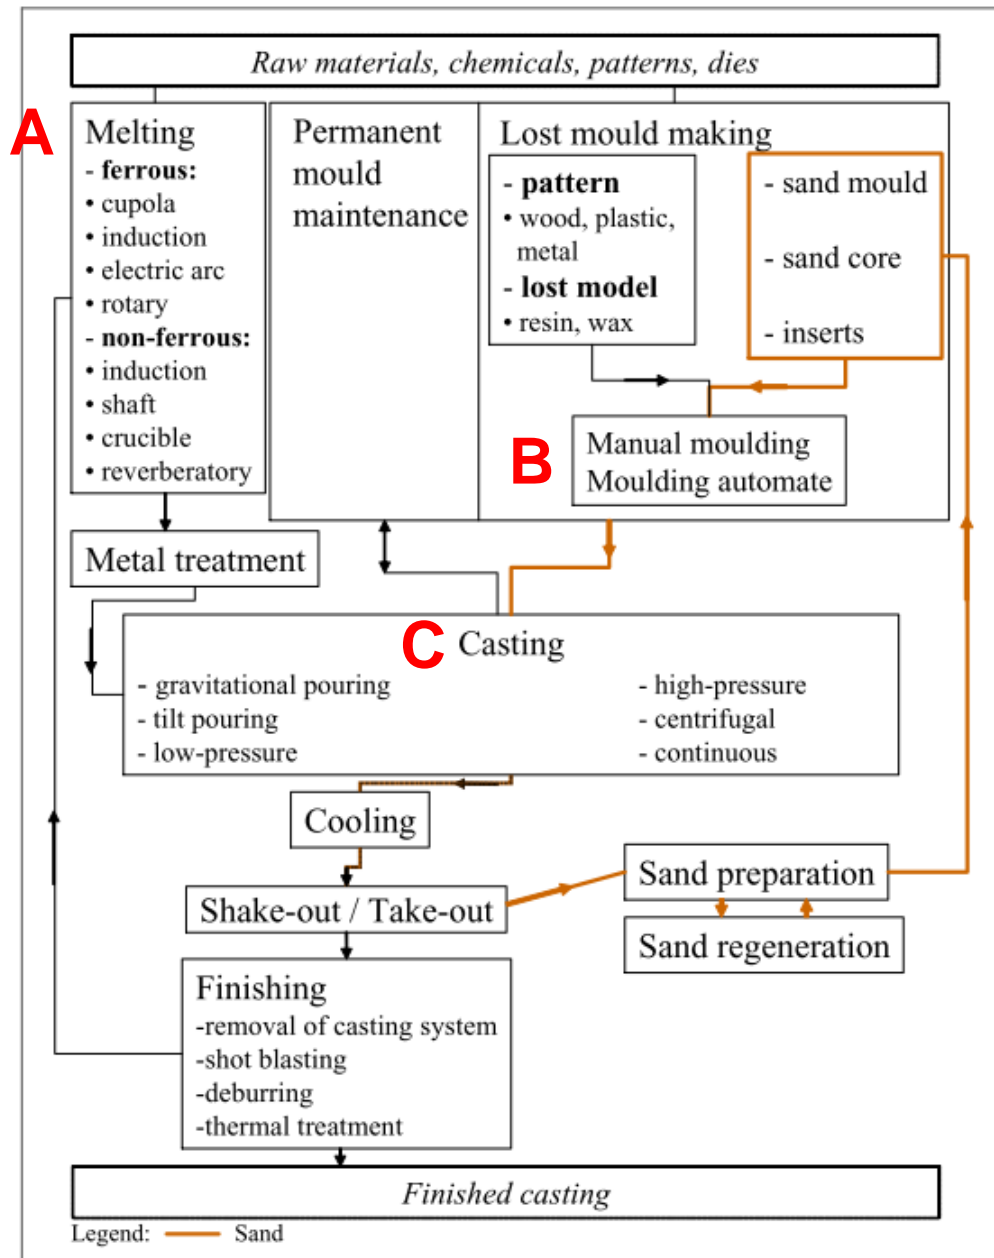 Raw materials, chemicals, patterns, dies
A
Melting
- ferrous:
• cupola
• induction
• electric arc
• rotary
- non-ferrous:
• induction
• shaft
• crucible
• reverberatory
Permanent
mould
maintenance
Lost mould making
- pattern
• wood, plastic,
metal
- lost model
• resin, wax
- sand mould
- sand core
- inserts
B
Manual moulding
Moulding automate
Metal treatment
C
Casting
- gravitational pouring
- tilt pouring
- low-pressure
- high-pressure
- centrifugal
- continuous
Cooling
Shake-out / Take-out
Sand preparation
Sand regeneration
Finishing
-removal of casting system
-shot blasting
-deburring
-thermal treatment
Finished casting
Legend: Sand